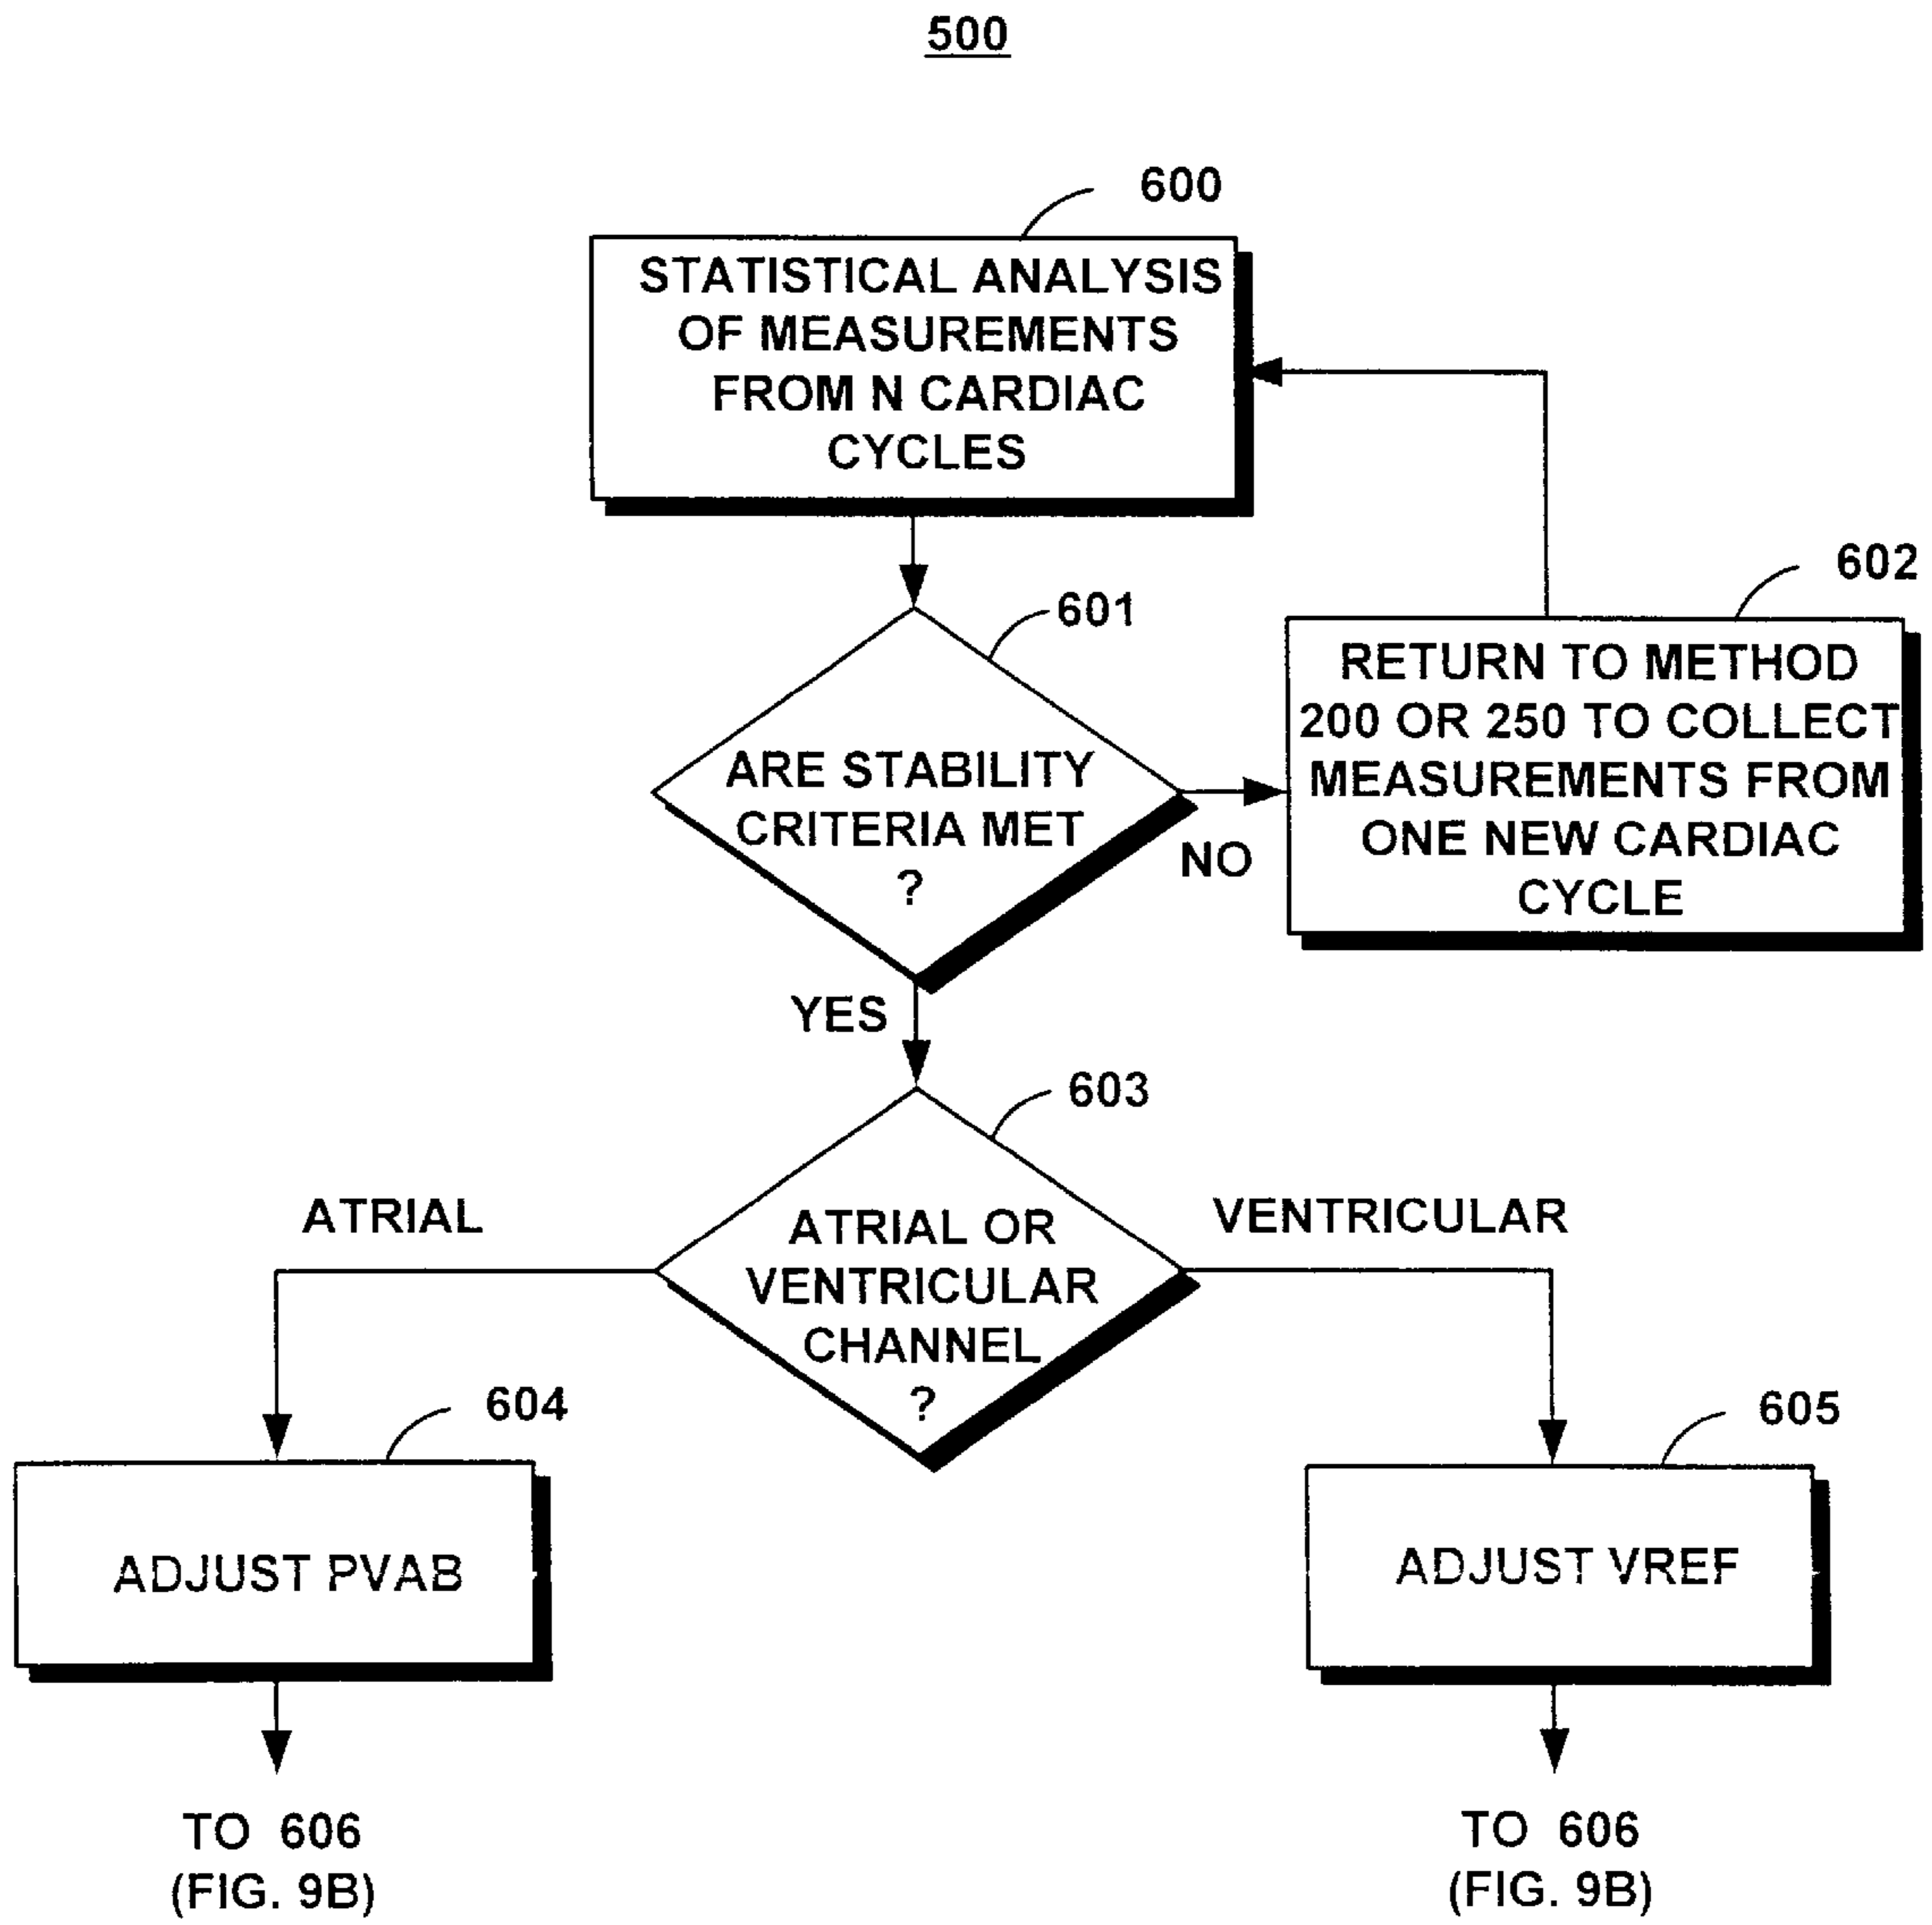 500
600
STATISTICAL ANALYSIS
OF MEASUREMENTS
FROM N CARDIAC
CYCLES
601
ARE STABILITY
CRITERIA MET
?
NO
602
RETURN TO METHOD
200 OR 250 TO COLLECT
MEASUREMENTS FROM
ONE NEW CARDIAC
CYCLE
YES
603
ATRIAL OR
VENTRICULAR
CHANNEL
?
ATRIAL
VENTRICULAR
604
ADJUST PVAB
605
ADJUST VREF
TO 606
(FIG. 9B)
TO 606
(FIG. 9B)